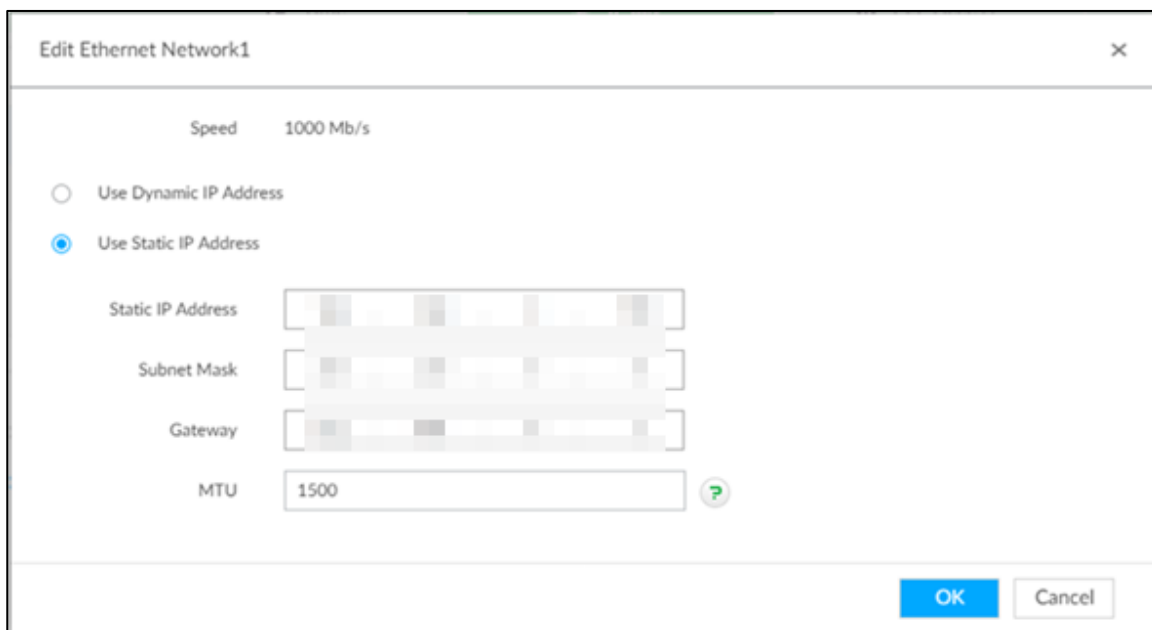 Edit Ethernet Network1
Speed 1000 Mb/s
Use Dynamic IP Address
Use Static IP Address
Static IP Address
Subnet Mask
Gateway
MTU 1500 ?
OK Cancel